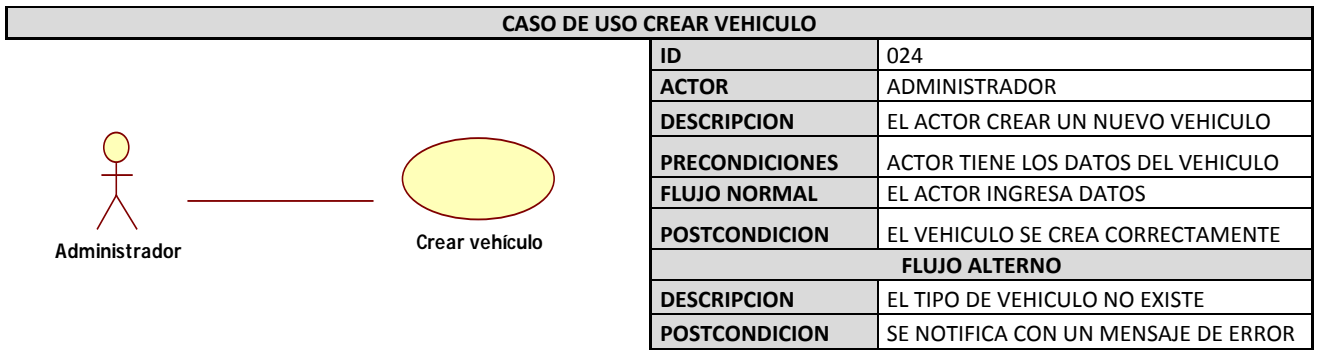 CASO DE USO CREAR VEHICULO
ID 024
ACTOR ADMINISTRADOR
DESCRIPCION EL ACTOR CREAR UN NUEVO VEHICULO
PRECONDICIONES ACTOR TIENE LOS DATOS DEL VEHICULO
FLUJO NORMAL EL ACTOR INGRESA DATOS
POSTCONDICION EL VEHICULO SE CREA CORRECTAMENTE
FLUJO ALTERNO
DESCRIPCION EL TIPO DE VEHICULO NO EXISTE
POSTCONDICION SE NOTIFICA CON UN MENSAJE DE ERROR
Administrador
Crear vehículo